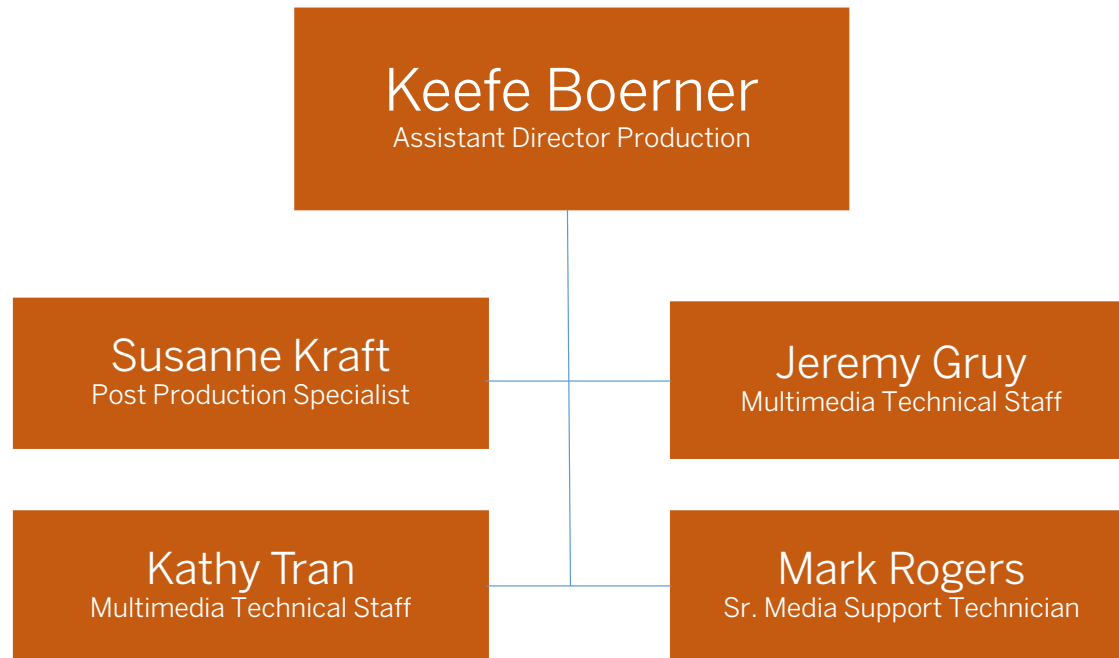 Keefe Boerner
Assistant Director Production
Susanne Kraft
Post Production Specialist
Jeremy Gruy
Multimedia Technical Staff
Kathy Tran
Multimedia Technical Staff
Mark Rogers
Sr. Media Support Technician